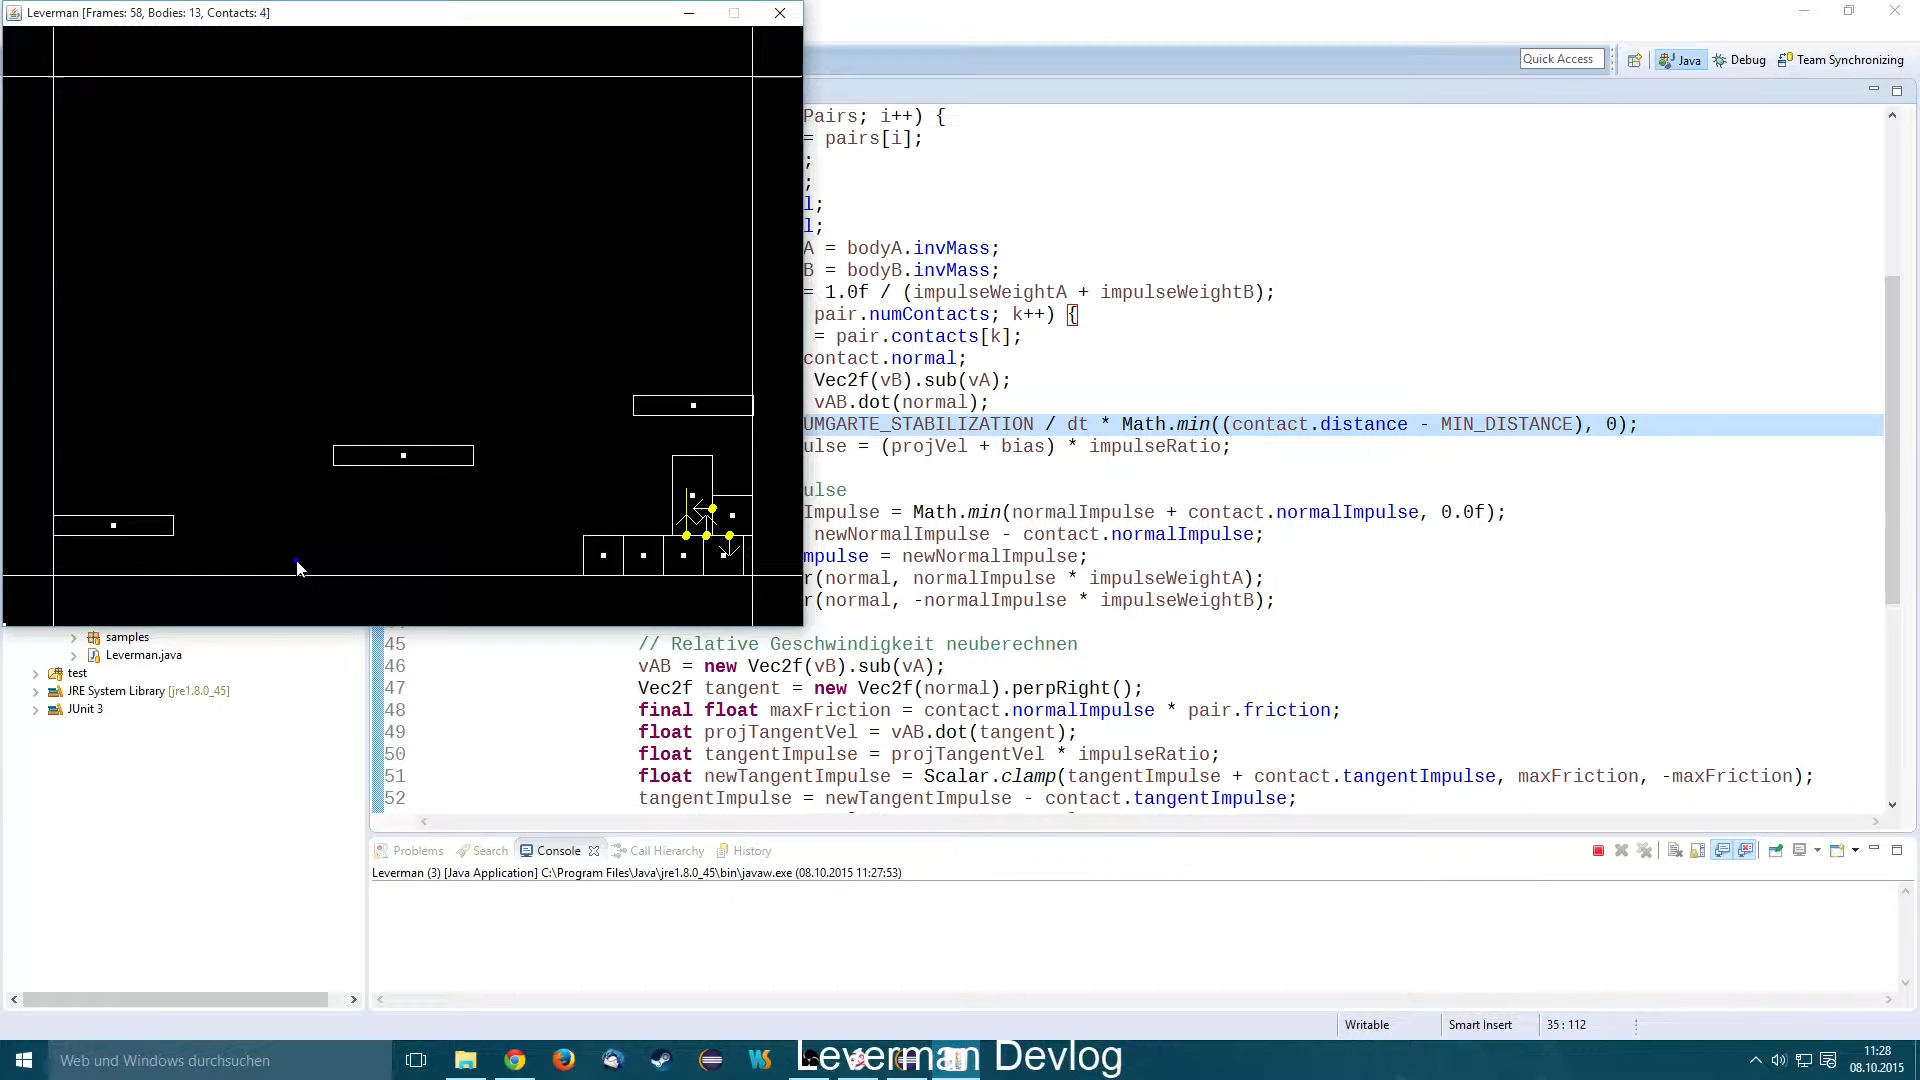 Leverman [Frames: 58, Bodies: 13, Contacts: 4]
Quick Access
Java
Debug
Team Synchronizing
Pairs; i++) {
= pairs[i];
;
;
l;
l;
A = bodyA.invMass;
B = bodyB.invMass;
= 1.0f / (impulseWeightA + impulseWeightB);
pair.numContacts; k++) {
= pair.contacts[k];
contact.normal;
Vec2f(vB).sub(vA);
vAB.dot(normal);
UMGARTE_STABILIZATION / dt * Math.min((contact.distance - MIN_DISTANCE), 0);
ulse = (projVel + bias) * impulseRatio;
ulse
Impulse = Math.min(normalImpulse + contact.normalImpulse, 0.0f);
newNormalImpulse - contact.normalImpulse;
mpulse = newNormalImpulse;
r(normal, normalImpulse * impulseWeightA);
r(normal, -normalImpulse * impulseWeightB);
samples
Leverman.java
test
JRE System Library [jre1.8.0_45]
JUnit 3
45 // Relative Geschwindigkeit neuberechnen
46 vAB = new Vec2f(vB).sub(vA);
47 Vec2f tangent = new Vec2f(normal).perpRight();
48 final float maxFriction = contact.normalImpulse * pair.friction;
49 float projTangentVel = vAB.dot(tangent);
50 float tangentImpulse = projTangentVel * impulseRatio;
51 float newTangentImpulse = Scalar.clamp(tangentImpulse + contact.tangentImpulse, maxFriction, -maxFriction);
52 tangentImpulse = newTangentImpulse - contact.tangentImpulse;
Problems
Search
Console
Call Hierarchy
History
Leverman (3) [Java Application] C:\Program Files\Java\jre1.8.0_45\bin\javaw.exe (08.10.2015 11:27:53)
Writable
Smart Insert
35 : 112
Web und Windows durchsuchen
Leverman Devlog
11:28
08.10.2015